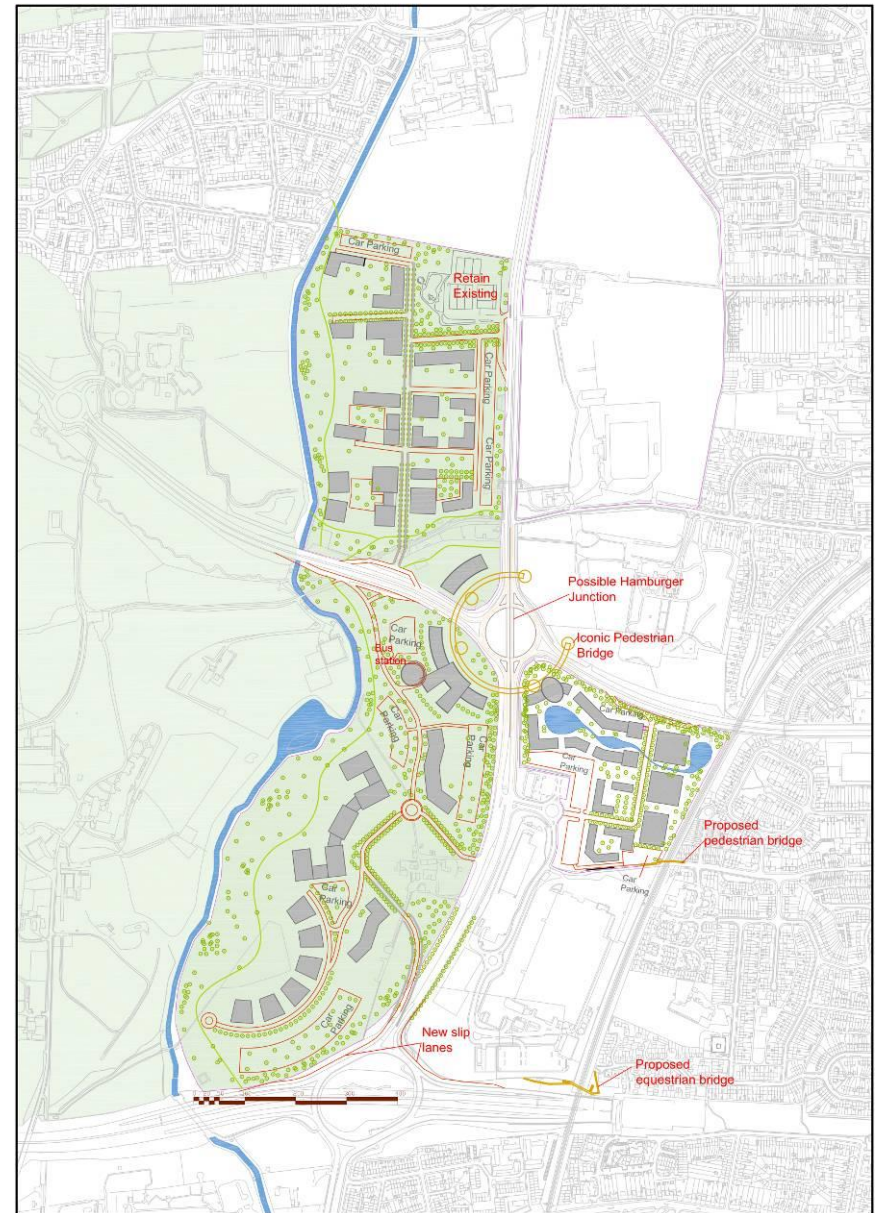 Car Parking
Retain
Existing
Car Parking
Car Parking
Possible Hamburger
Junction
Iconic Pedestrian
Bridge
Car
Parking
Bus
station
Car Parking
Car
Parking
Car
Parking
Car
Parking
Proposed
pedestrian bridge
Car
Parking
Car
Parking
Car
Parking
New slip
lanes
Proposed
equestrian bridge